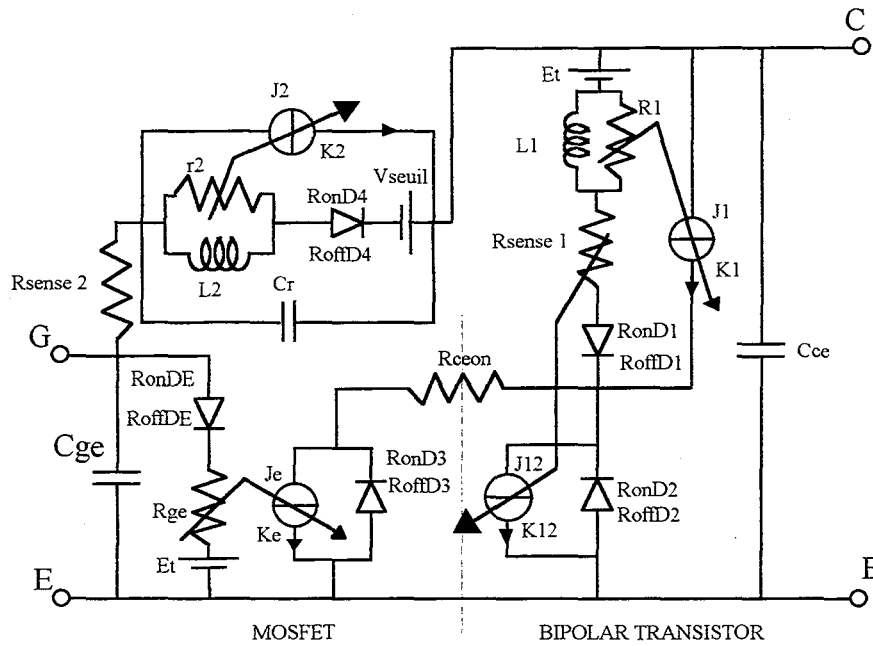 C
Et
J2
R1
K2
L1
r2
Vseuil
RonD4
J1
RoffD4
Rsense 1
K1
Rsense 2
L2
Cr
G
RonD1
RoffD1
Rceon
Cce
RonDE
RoffDE
Cge
RonD3
RoffD3
Je
J12
RonD2
RoffD2
Rge
Ke
K12
Et
E
E
MOSFET
BIPOLAR TRANSISTOR